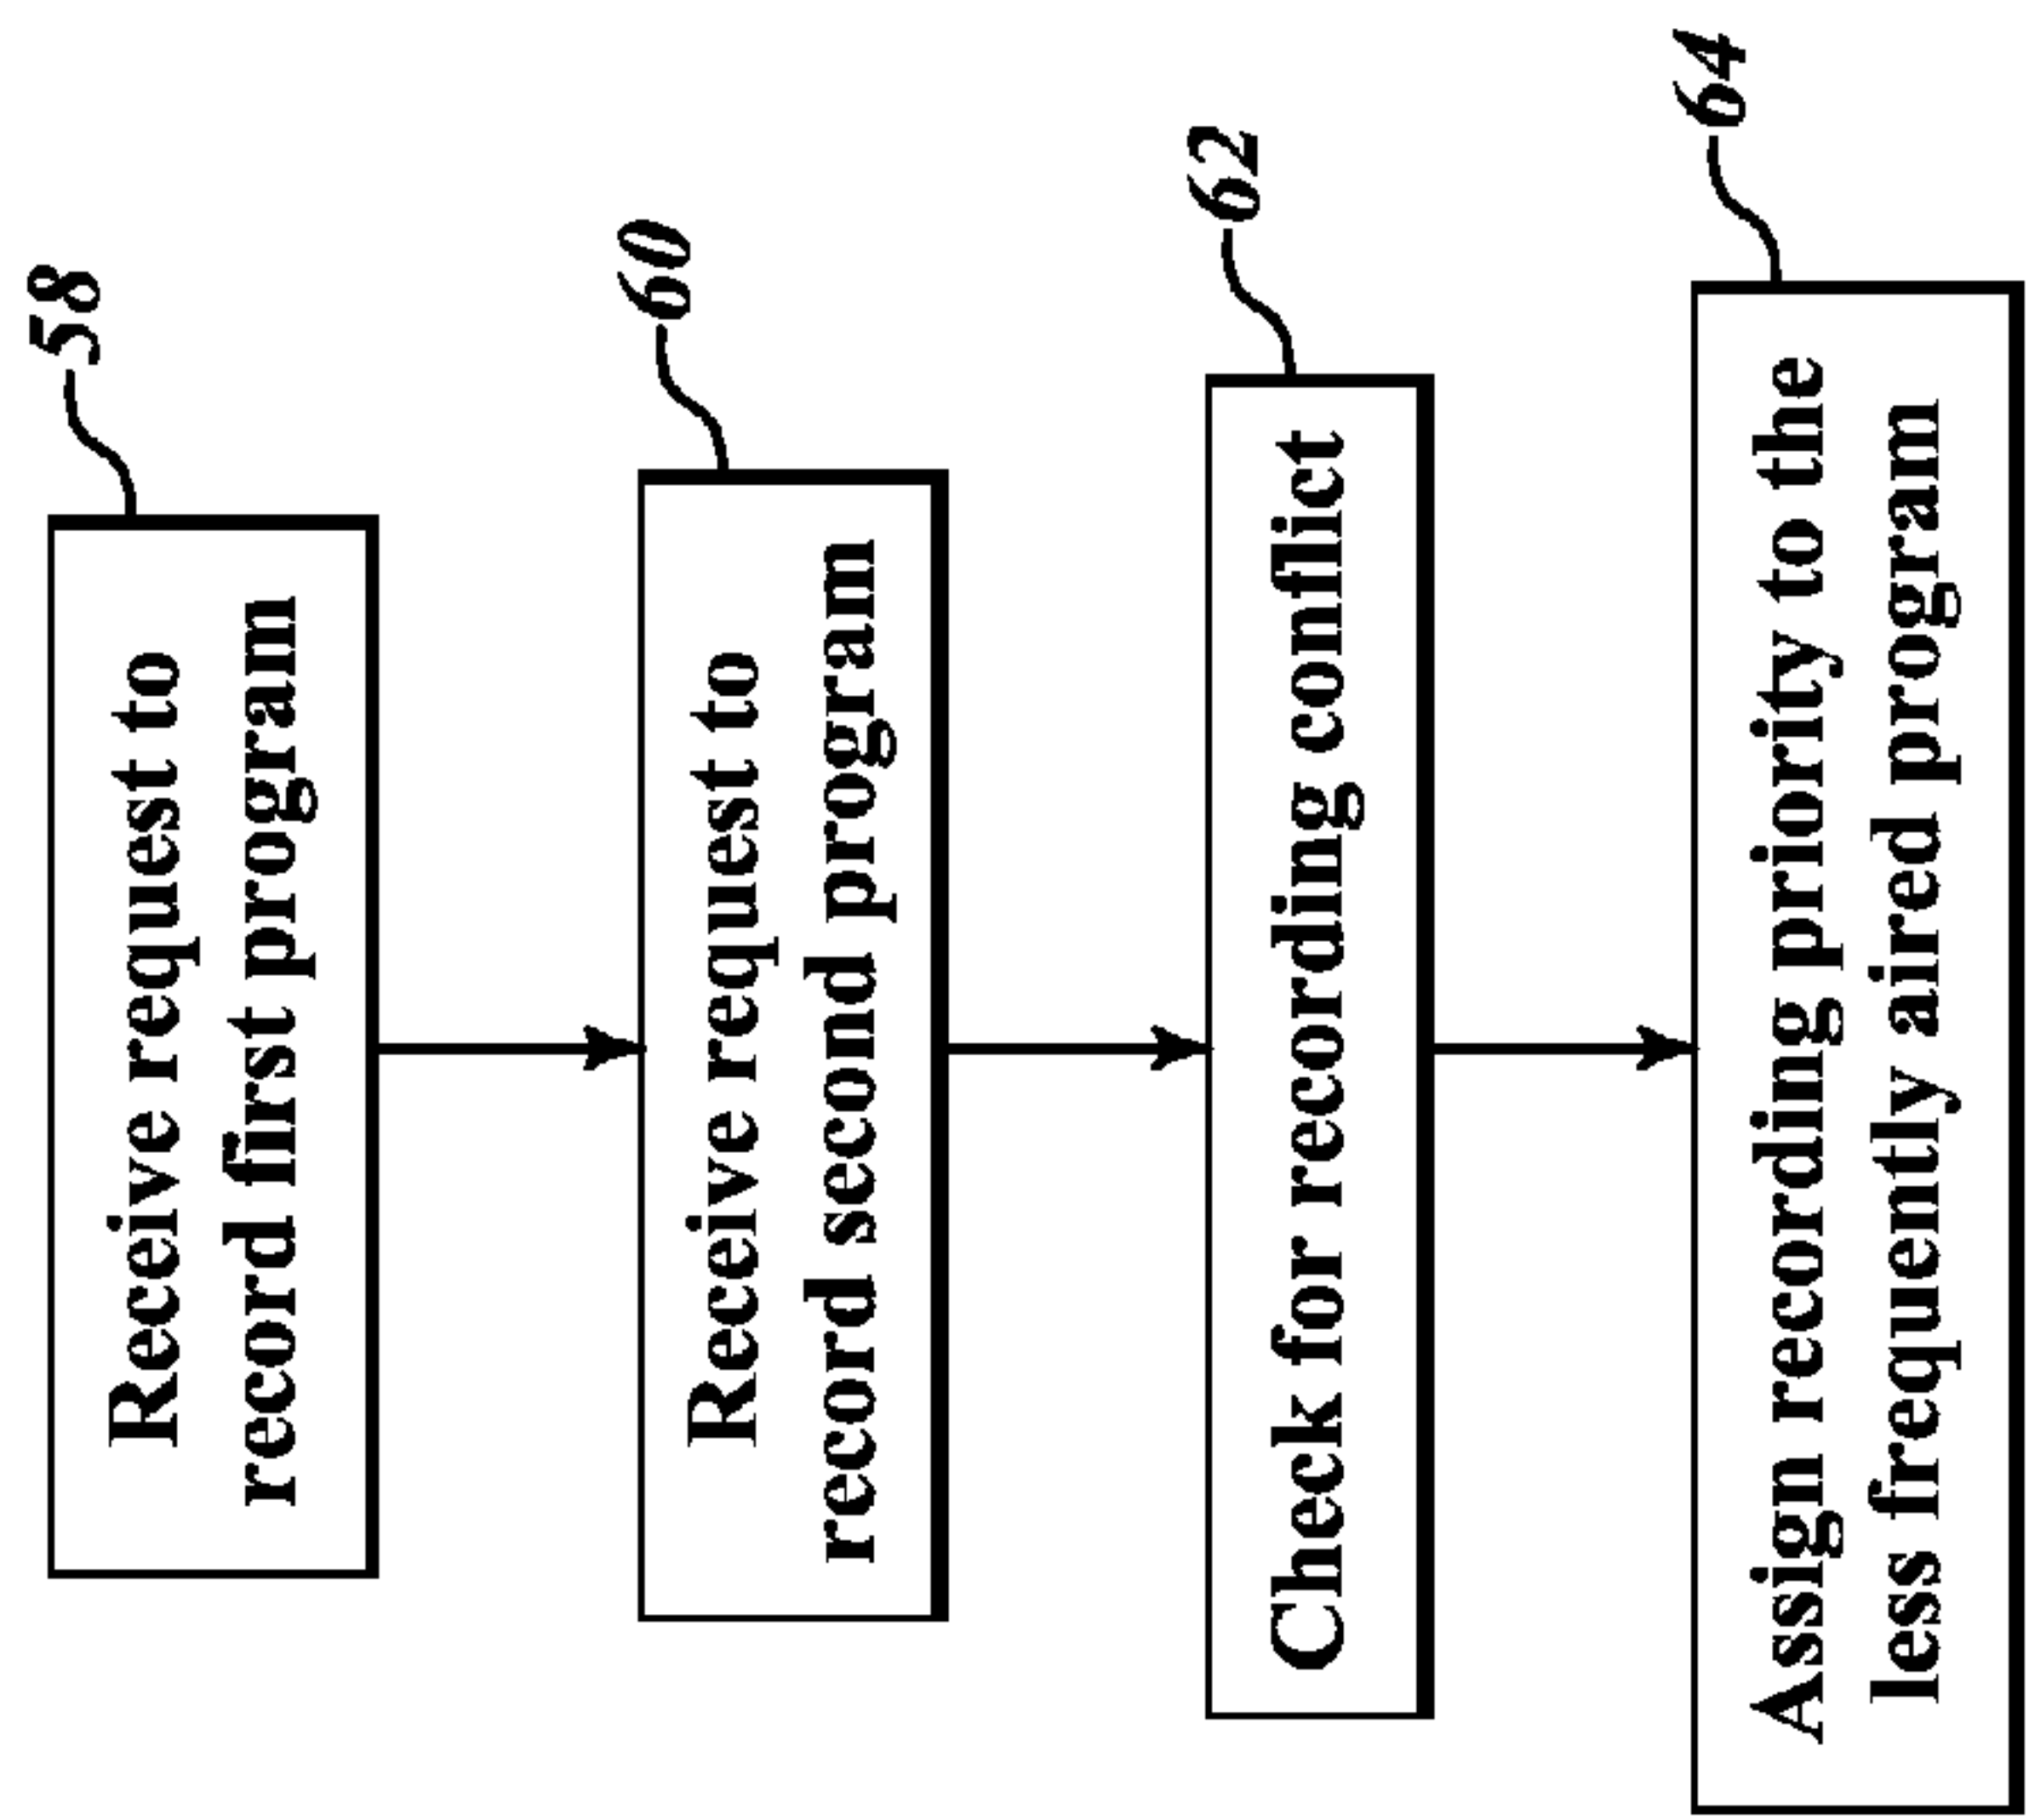 58
Receive request to
record first program
60
Receive request to
record second program
62
Check for recording conflict
64
Assign recording priority to the
less frequently aired program